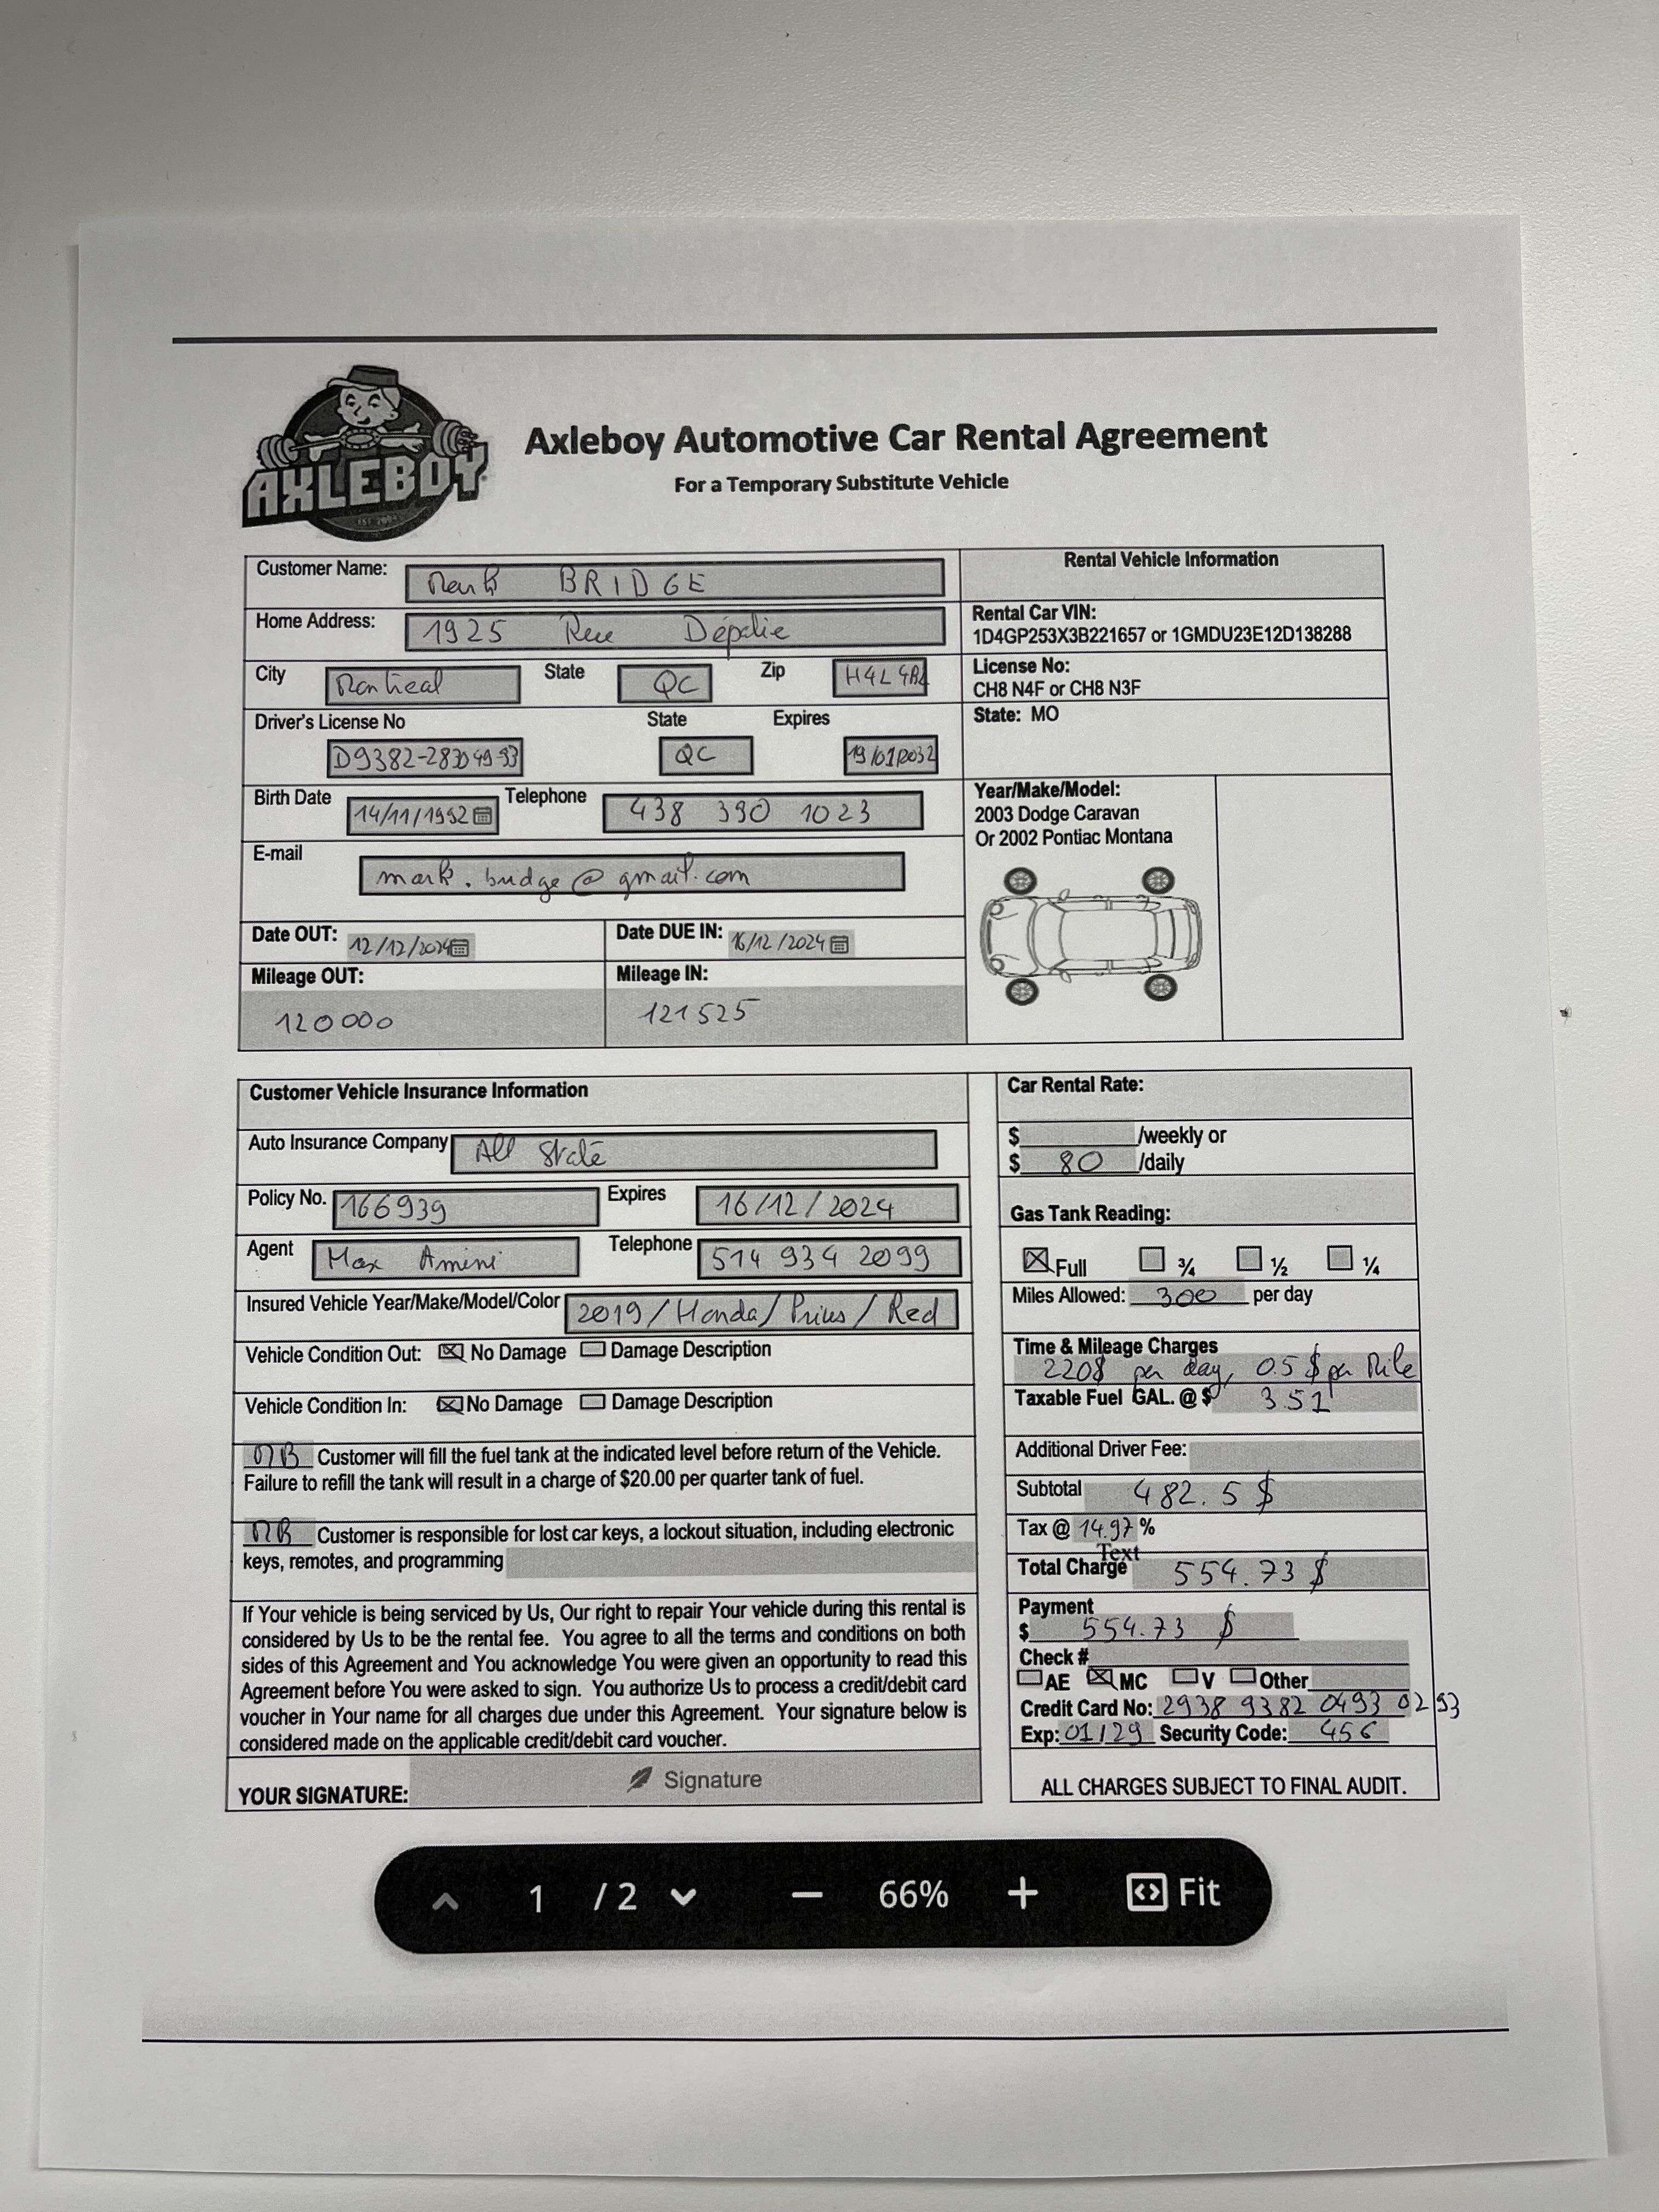 AXLEBOY
Axleboy Automotive Car Rental Agreement
For a Temporary Substitute Vehicle
Customer Name: Mark BRIDGE
Home Address: 1925 Rue Dépalie
City Montreal State QC Zip H4L
Driver's License No State Expires
D9382-283049-93 QC 19/01/2032
Birth Date 14/11/1992 Telephone 438 390 1023
E-mail
mark.bridge@gmail.com
Date OUT: 12/12/2024 Date DUE IN: 16/12/2024
Mileage OUT: Mileage IN:
120000 121525
Rental Vehicle Information
Rental Car VIN:
1D4GP253X3B221657 or 1GMDU23E12D138288
License No:
CH8 N4F or CH8 N3F
State: MO
Year/Make/Model:
2003 Dodge Caravan
Or 2002 Pontiac Montana
Customer Vehicle Insurance Information
Auto Insurance Company All State
Policy No. 166939 Expires 16/12/2024
Agent Max Amini Telephone 514 934 2099
Insured Vehicle Year/Make/Model/Color 2019/Honda/Prius/Red
Vehicle Condition Out: No Damage Damage Description
Vehicle Condition In: No Damage Damage Description
MB Customer will fill the fuel tank at the indicated level before return of the Vehicle.
Failure to refill the tank will result in a charge of $20.00 per quarter tank of fuel.
MB Customer is responsible for lost car keys, a lockout situation, including electronic
keys, remotes, and programming
If Your vehicle is being serviced by Us, Our right to repair Your vehicle during this rental is
considered by Us to be the rental fee. You agree to all the terms and conditions on both
sides of this Agreement and You acknowledge You were given an opportunity to read this
Agreement before You were asked to sign. You authorize Us to process a credit/debit card
voucher in Your name for all charges due under this Agreement. Your signature below is
considered made on the applicable credit/debit card voucher.
YOUR SIGNATURE: Signature
Car Rental Rate:
$ /weekly or
$ 80 /daily
Gas Tank Reading:
Full ¾ ½ ¼
Miles Allowed: 300 per day
Time & Mileage Charges
220$ per day, 0.5 $ per Mile
Taxable Fuel GAL. @ $ 3.51
Additional Driver Fee:
Subtotal 482.5 $
Tax @ 14.97 %
Text
Total Charge 554.73 $
Payment
$ 554.73 $
Check #
AE MC V Other
Credit Card No: 2938 9382 0493 0293
Exp: 01/29 Security Code: 456
ALL CHARGES SUBJECT TO FINAL AUDIT.
1 / 2 66% Fit